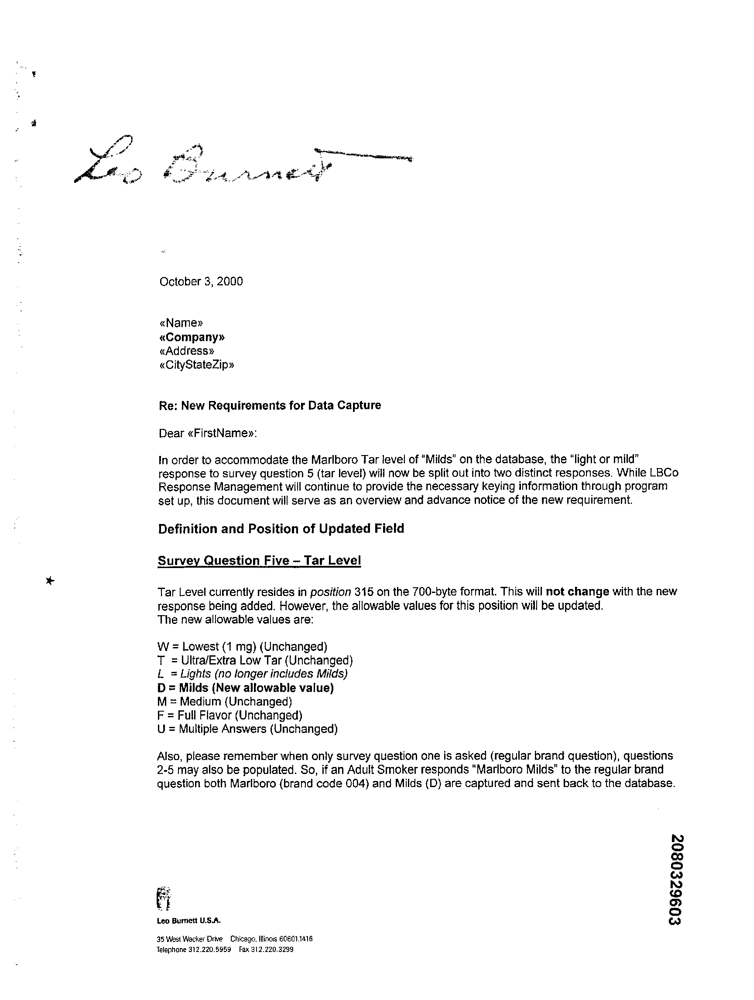 Leo Burnett
October 3, 2000
«Name»
«Company»
«Address»
«CityStateZip»
Re: New Requirements for Data Capture
Dear «FirstName»:
In order to accommodate the Marlboro Tar level of "Milds" on the database, the "light or mild"
response to survey question 5 (tar level) will now be split out into two distinct responses. While LBCo
Response Management will continue to provide the necessary keying information through program
set up, this document will serve as an overview and advance notice of the new requirement.
Definition and Position of Updated Field
Survey Question Five – Tar Level
Tar Level currently resides in position 315 on the 700-byte format. This will not change with the new
response being added. However, the allowable values for this position will be updated.
The new allowable values are:
W = Lowest (1 mg) (Unchanged)
T = Ultra/Extra Low Tar (Unchanged)
L = Lights (no longer includes Milds)
D = Milds (New allowable value)
M = Medium (Unchanged)
F = Full Flavor (Unchanged)
U = Multiple Answers (Unchanged)
Also, please remember when only survey question one is asked (regular brand question), questions
2-5 may also be populated. So, if an Adult Smoker responds "Marlboro Milds" to the regular brand
question both Marlboro (brand code 004) and Milds (D) are captured and sent back to the database.
2080329603
Leo Burnett U.S.A.
35 West Wacker Drive Chicago, Illinois 60601.1416
Telephone 312.220.5959 Fax 312.220.3299